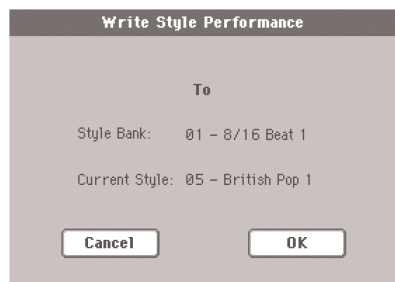 Write Style Performance
To
Style Bank: 01 - 8/16 Beat 1
Current Style: 05 - British Pop 1
Cancel OK